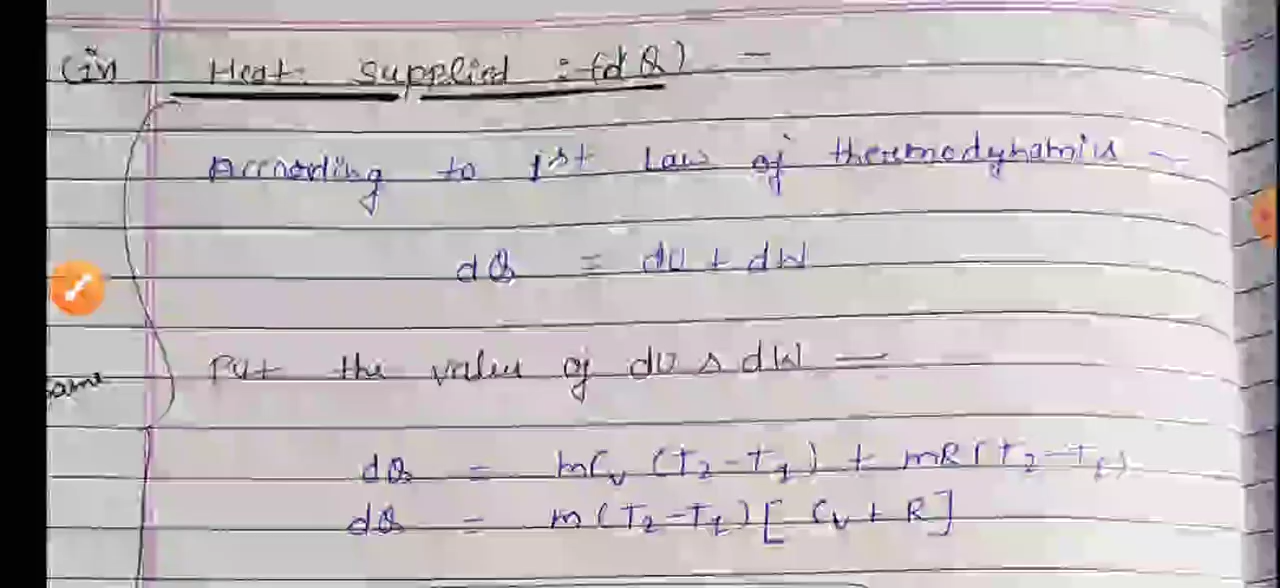 (iv) Heat supplied :- (dQ) -
According to 1st Law of thermodynamics -
dQ = dU + dW
Put the value of dU & dW —
same
dQ = mCv (T2-T1) + mR(T2-T1)
dQ = m(T2-T1) [Cv + R]